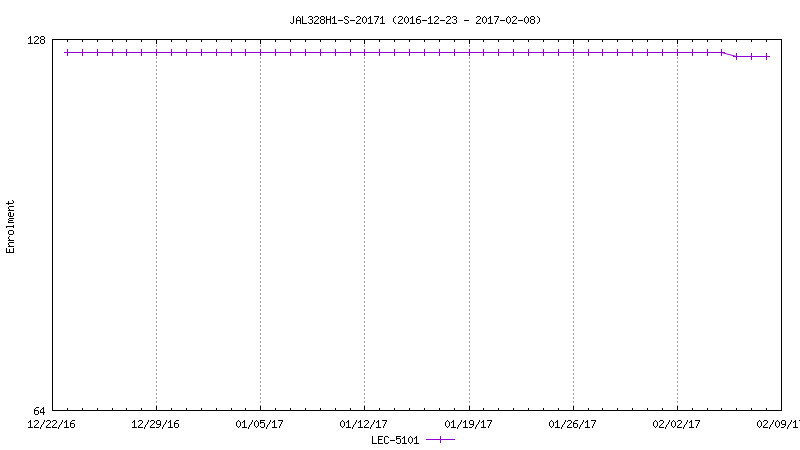 JAL328H1-S-20171 (2016-12-23 - 2017-02-08)
128
Enrolment
64
12/22/16 12/29/16 01/05/17 01/12/17 01/19/17 01/26/17 02/02/17 02/09/17
LEC-5101